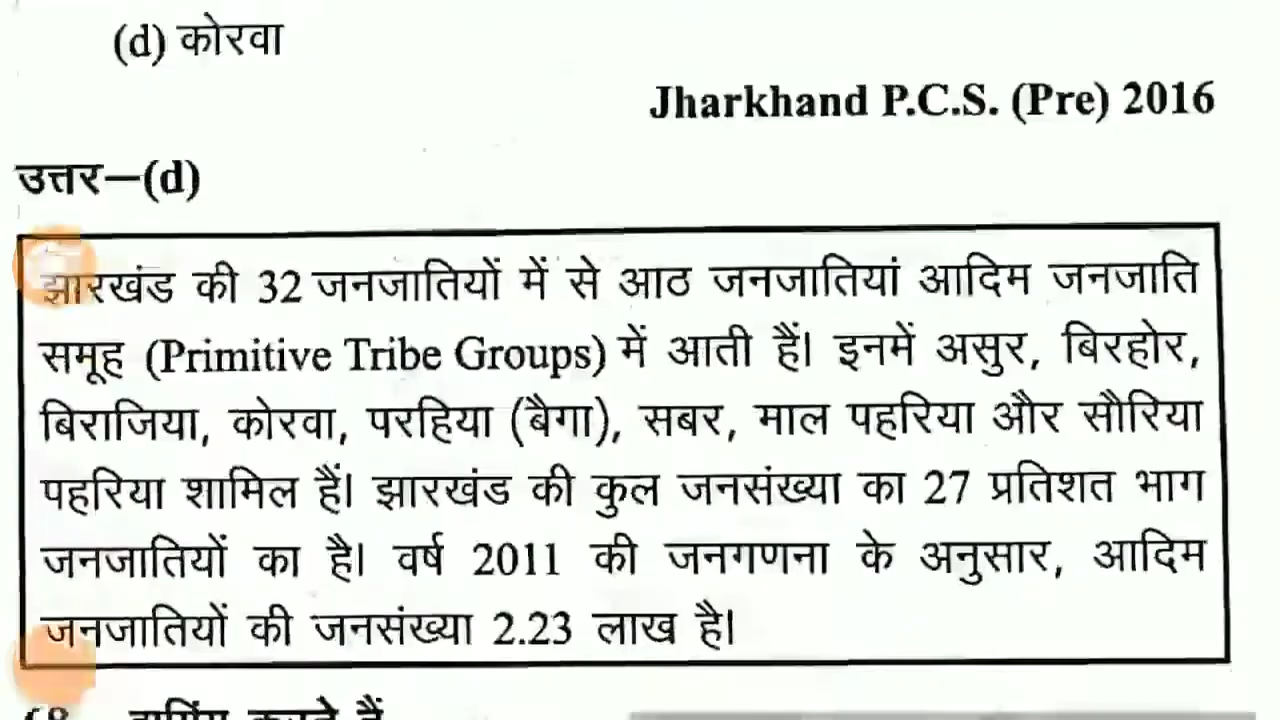 (d) कोरवा
Jharkhand P.C.S. (Pre) 2016
उत्तर—(d)
झारखंड की 32 जनजातियों में से आठ जनजातियां आदिम जनजाति
समूह (Primitive Tribe Groups) में आती हैं। इनमें असुर, बिरहोर,
बिराजिया, कोरवा, परहिया (बैगा), सबर, माल पहरिया और सौरिया
पहरिया शामिल हैं। झारखंड की कुल जनसंख्या का 27 प्रतिशत भाग
जनजातियों का है। वर्ष 2011 की जनगणना के अनुसार, आदिम
जनजातियों की जनसंख्या 2.23 लाख है।
करते हैं